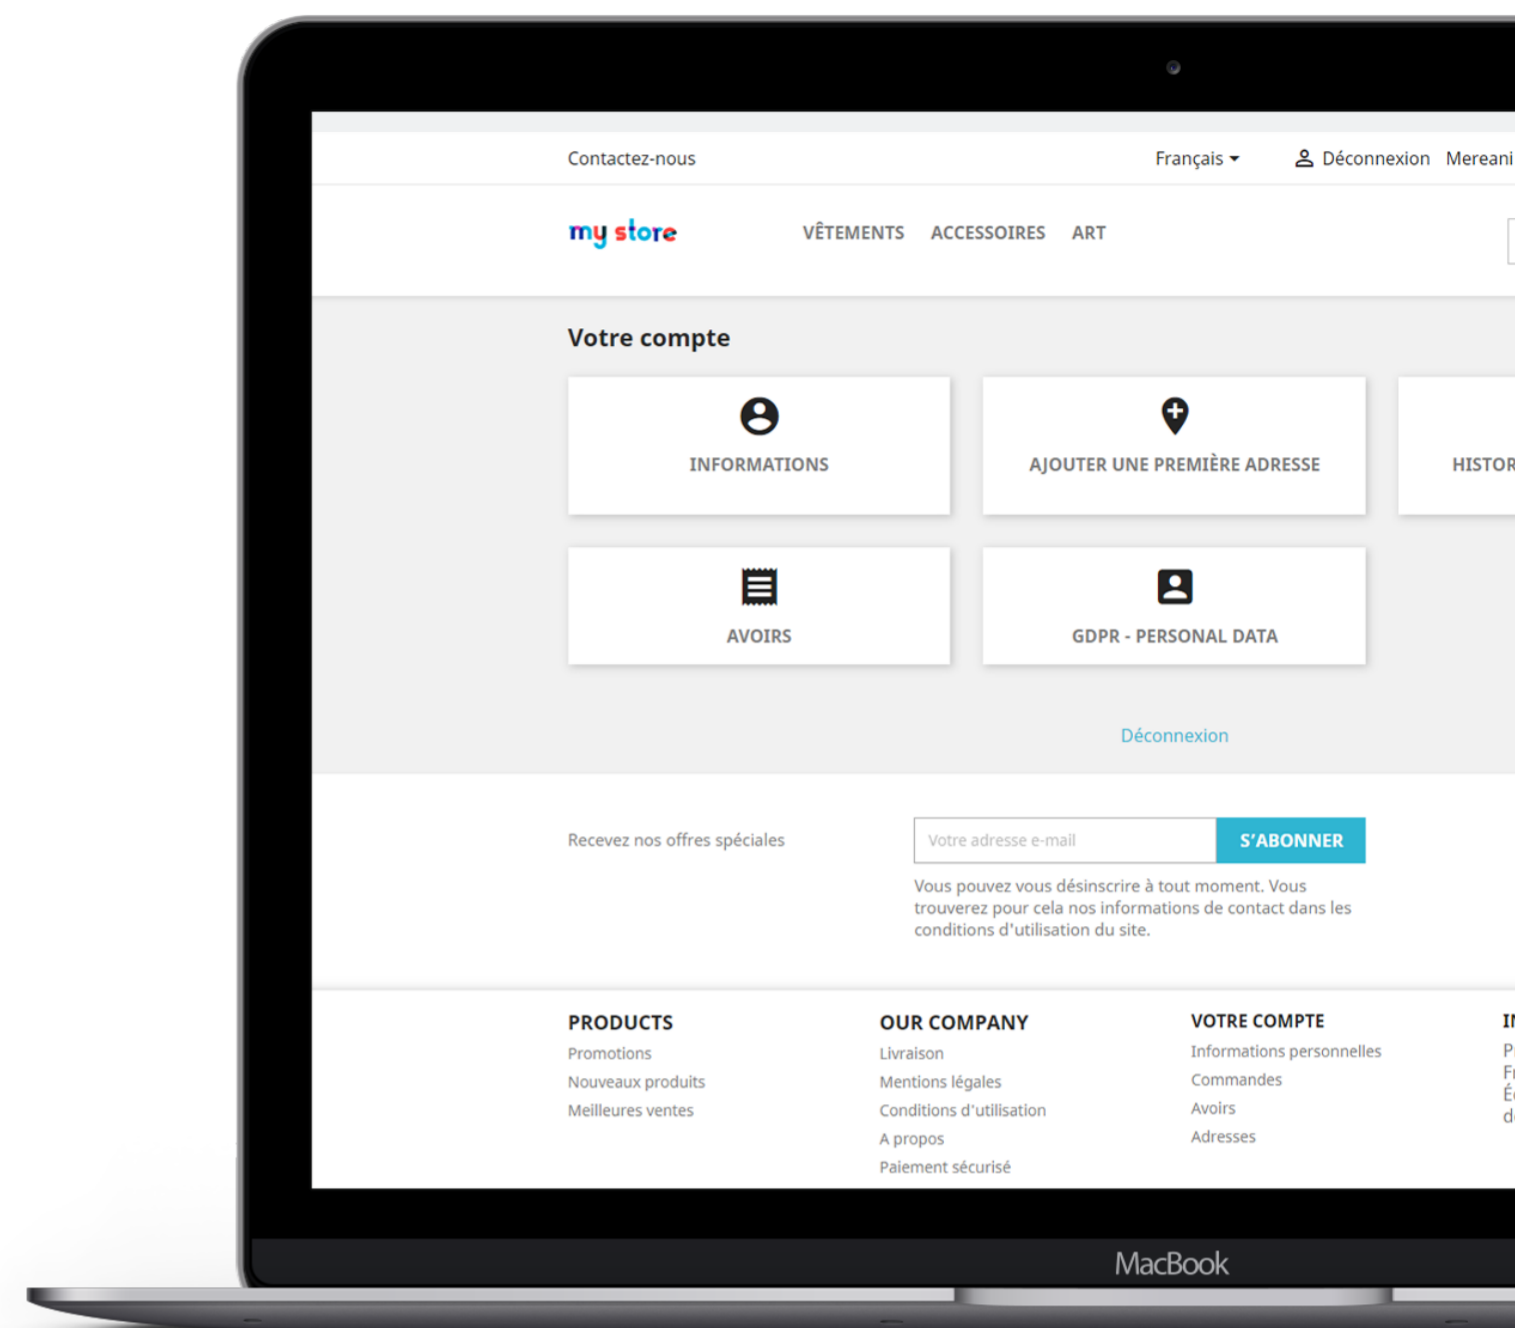 Contactez-nous
Français
Déconnexion Mereani
my store
VÊTEMENTS ACCESSOIRES ART
Votre compte
INFORMATIONS
AJOUTER UNE PREMIÈRE ADRESSE
AVOIRS
GDPR - PERSONAL DATA
Déconnexion
Recevez nos offres spéciales
Votre adresse e-mail
S'ABONNER
Vous pouvez vous désinscrire à tout moment. Vous
trouverez pour cela nos informations de contact dans les
conditions d'utilisation du site.
PRODUCTS
Promotions
Nouveaux produits
Meilleures ventes
OUR COMPANY
Livraison
Mentions légales
Conditions d'utilisation
A propos
Paiement sécurisé
VOTRE COMPTE
Informations personnelles
Commandes
Avoirs
Adresses
MacBook